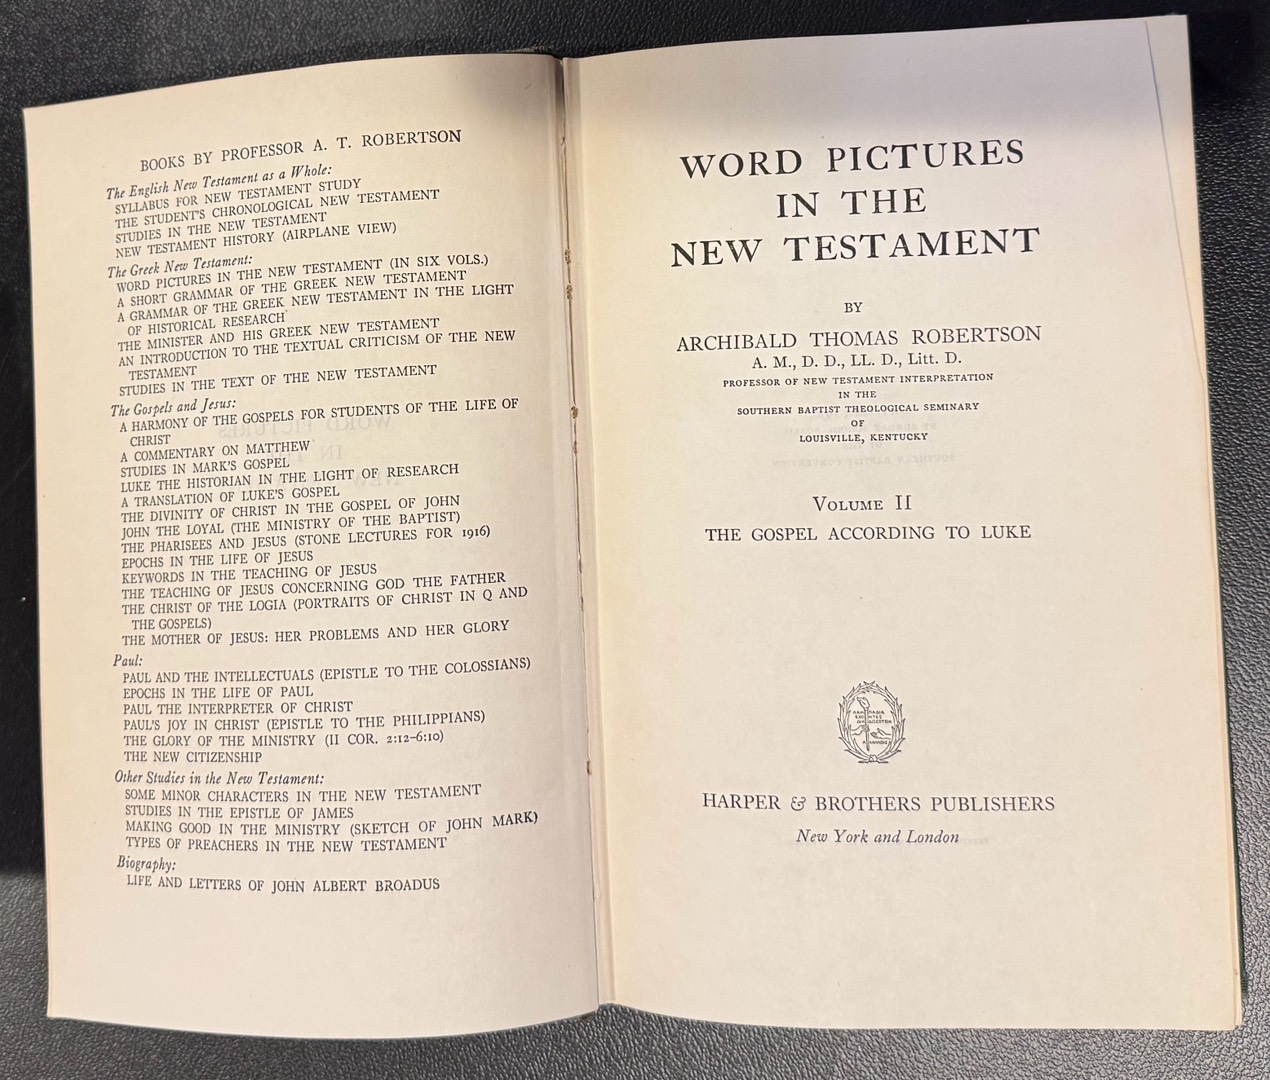 BOOKS BY PROFESSOR A. T. ROBERTSON
The English New Testament as a Whole:
SYLLABUS FOR NEW TESTAMENT STUDY
THE STUDENT'S CHRONOLOGICAL NEW TESTAMENT
STUDIES IN THE NEW TESTAMENT
NEW TESTAMENT HISTORY (AIRPLANE VIEW)
The Greek New Testament:
WORD PICTURES IN THE NEW TESTAMENT (IN SIX VOLS.)
A SHORT GRAMMAR OF THE GREEK NEW TESTAMENT
A GRAMMAR OF THE GREEK NEW TESTAMENT IN THE LIGHT
OF HISTORICAL RESEARCH
THE MINISTER AND HIS GREEK NEW TESTAMENT
AN INTRODUCTION TO THE TEXTUAL CRITICISM OF THE NEW
TESTAMENT
STUDIES IN THE TEXT OF THE NEW TESTAMENT
The Gospels and Jesus:
A HARMONY OF THE GOSPELS FOR STUDENTS OF THE LIFE OF
CHRIST
A COMMENTARY ON MATTHEW
STUDIES IN MARK'S GOSPEL
LUKE THE HISTORIAN IN THE LIGHT OF RESEARCH
A TRANSLATION OF LUKE'S GOSPEL
THE DIVINITY OF CHRIST IN THE GOSPEL OF JOHN
JOHN THE LOYAL (THE MINISTRY OF THE BAPTIST)
THE PHARISEES AND JESUS (STONE LECTURES FOR 1916)
EPOCHS IN THE LIFE OF JESUS
KEYWORDS IN THE TEACHING OF JESUS
THE TEACHING OF JESUS CONCERNING GOD THE FATHER
THE CHRIST OF THE LOGIA (PORTRAITS OF CHRIST IN Q AND
THE GOSPELS)
THE MOTHER OF JESUS: HER PROBLEMS AND HER GLORY
Paul:
PAUL AND THE INTELLECTUALS (EPISTLE TO THE COLOSSIANS)
EPOCHS IN THE LIFE OF PAUL
PAUL THE INTERPRETER OF CHRIST
PAUL'S JOY IN CHRIST (EPISTLE TO THE PHILIPPIANS)
THE GLORY OF THE MINISTRY (II COR. 2:12-6:10)
THE NEW CITIZENSHIP
Other Studies in the New Testament:
SOME MINOR CHARACTERS IN THE NEW TESTAMENT
STUDIES IN THE EPISTLE OF JAMES
MAKING GOOD IN THE MINISTRY (SKETCH OF JOHN MARK)
TYPES OF PREACHERS IN THE NEW TESTAMENT
Biography:
LIFE AND LETTERS OF JOHN ALBERT BROADUS
WORD PICTURES
IN THE
NEW TESTAMENT
BY
ARCHIBALD THOMAS ROBERTSON
A. M., D. D., LL. D., Litt. D.
PROFESSOR OF NEW TESTAMENT INTERPRETATION
IN THE
SOUTHERN BAPTIST THEOLOGICAL SEMINARY
OF
LOUISVILLE, KENTUCKY
VOLUME II
THE GOSPEL ACCORDING TO LUKE
HARPER & BROTHERS PUBLISHERS
New York and London